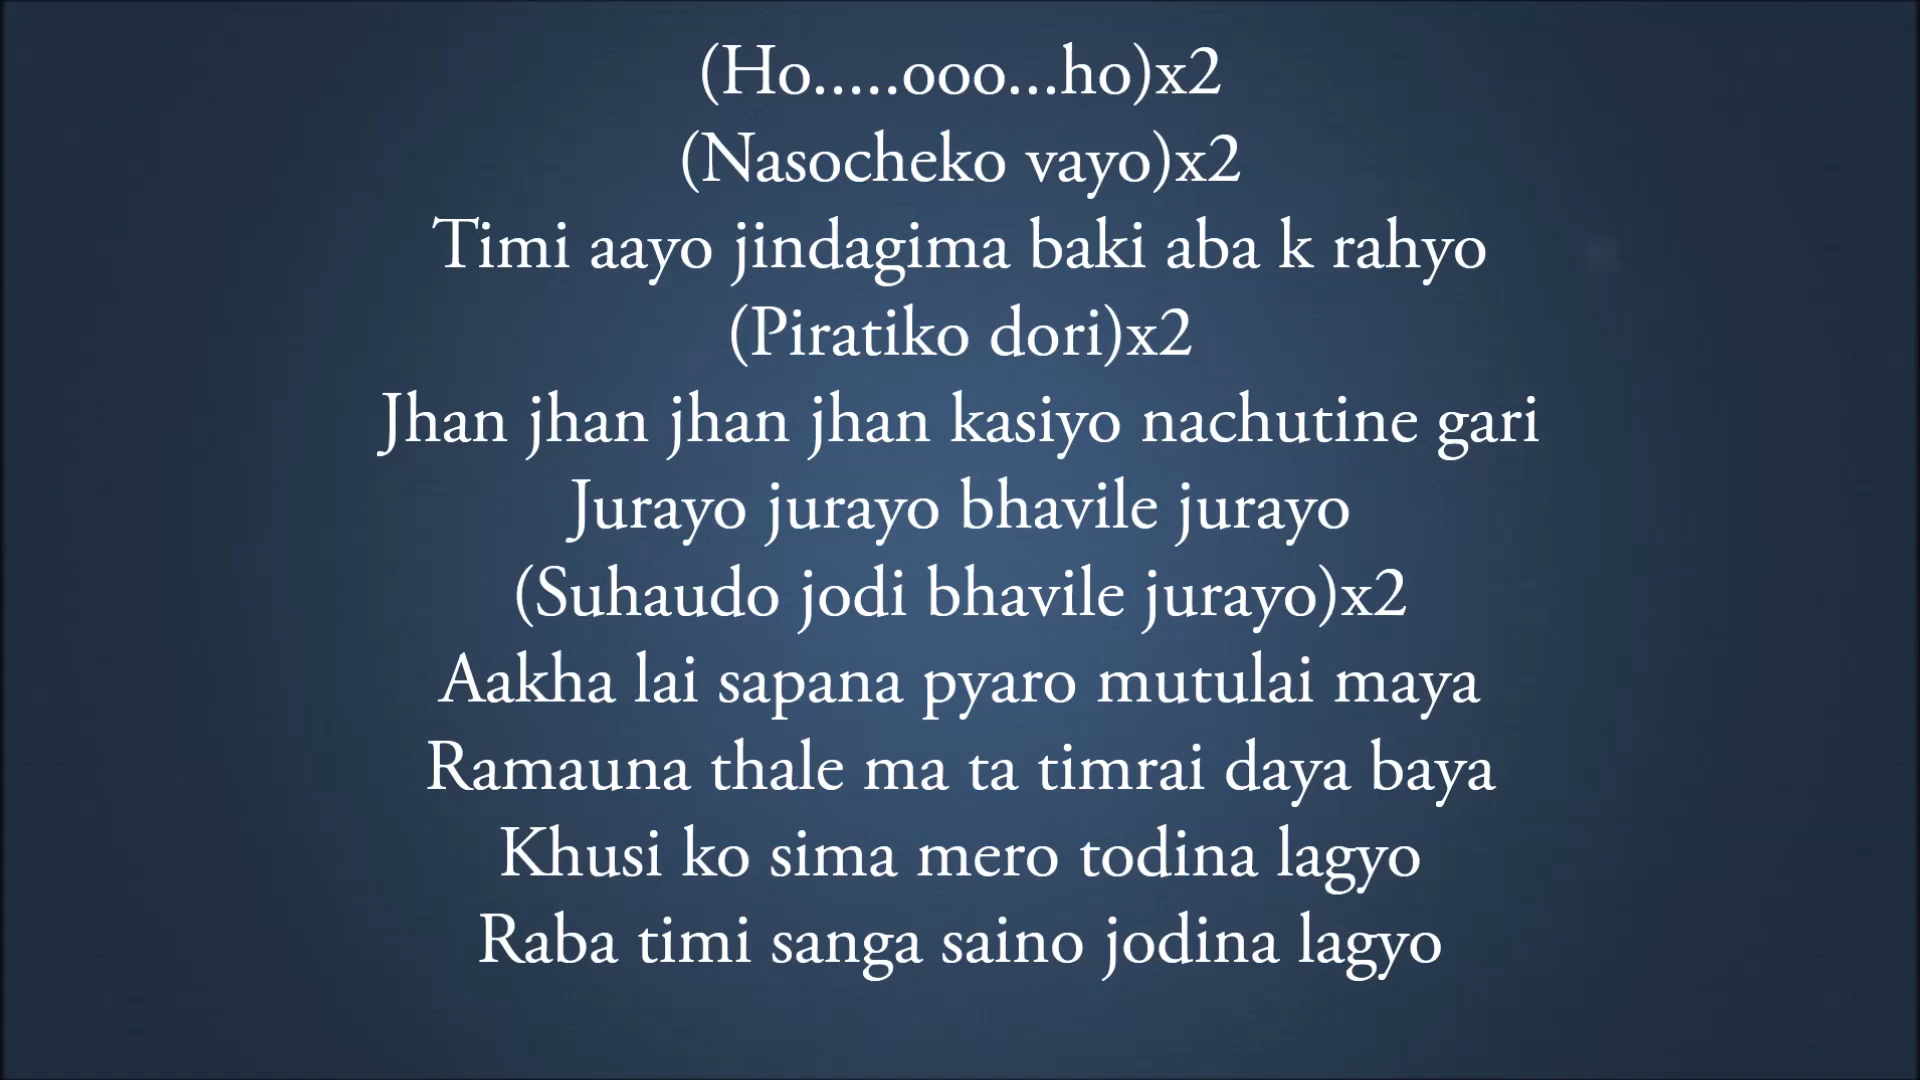 (Ho.....ooo...ho)x2
(Nasocheko vayo)x2
Timi aayo jindagima baki aba k rahyo
(Piratiko dori)x2
Jhan jhan jhan jhan kasiyo nachutine gari
Jurayo jurayo bhavile jurayo
(Suhaudo jodi bhavile jurayo)x2
Aakha lai sapana pyaro mutulai maya
Ramauna thale ma ta timrai daya baya
Khusi ko sima mero todina lagyo
Raba timi sanga saino jodina lagyo